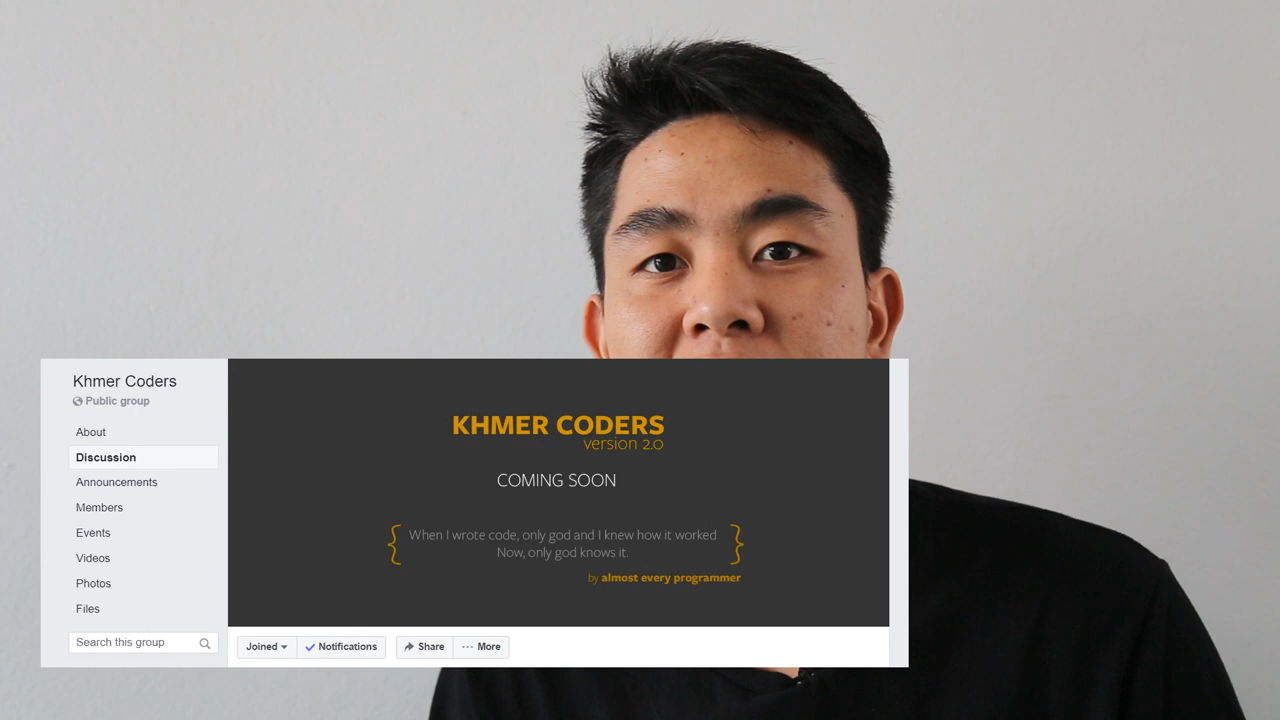 Khmer Coders
Public group
About
Discussion
Announcements
Members
Events
Videos
Photos
Files
Search this group
KHMER CODERS
version 2.0
COMING SOON
{ When I wrote code, only god and I knew how it worked
Now, only god knows it. }
by almost every programmer
Joined
Notifications
Share
··· More